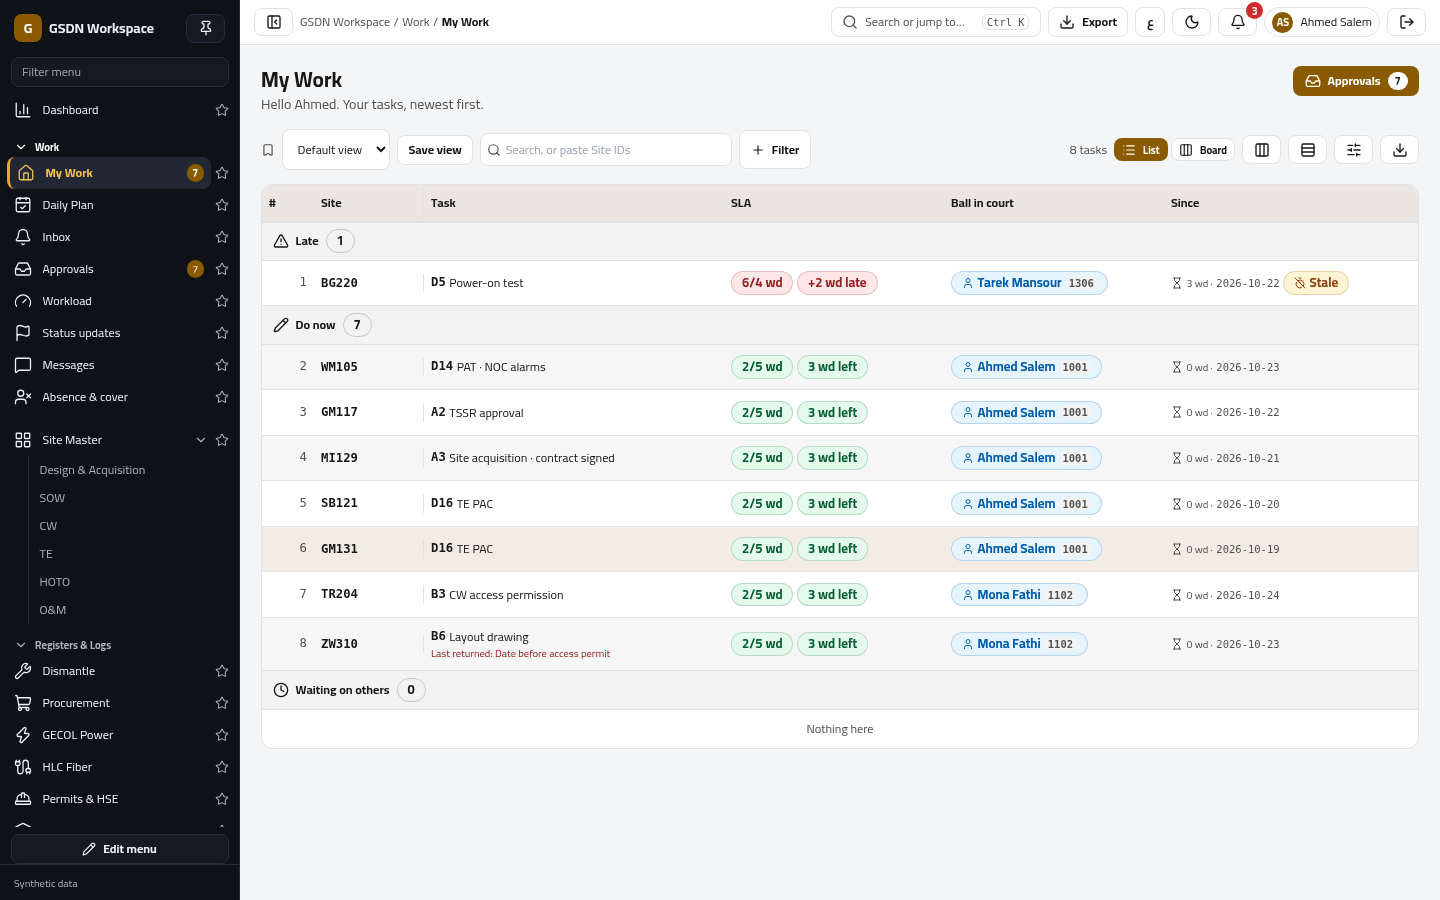 G GSDN Workspace
Filter menu
Dashboard
Work
My Work 7
Daily Plan
Inbox
Approvals 7
Workload
Status updates
Messages
Absence & cover
Site Master
Design & Acquisition
SOW
CW
TE
HOTO
O&M
Registers & Logs
Dismantle
Procurement
GECOL Power
HLC Fiber
Permits & HSE
Edit menu
Synthetic data
GSDN Workspace / Work / My Work
Search or jump to... Ctrl K
Export
ع
3
AS Ahmed Salem
My Work
Hello Ahmed. Your tasks, newest first.
Approvals 7
Default view
Save view
Search, or paste Site IDs
Filter
8 tasks
List
Board
# Site Task SLA Ball in court Since
Late 1
1 BG220 D5 Power-on test 6/4 wd +2 wd late Tarek Mansour 1306 3 wd · 2026-10-22 Stale
Do now 7
2 WM105 D14 PAT · NOC alarms 2/5 wd 3 wd left Ahmed Salem 1001 0 wd · 2026-10-23
3 GM117 A2 TSSR approval 2/5 wd 3 wd left Ahmed Salem 1001 0 wd · 2026-10-22
4 MI129 A3 Site acquisition · contract signed 2/5 wd 3 wd left Ahmed Salem 1001 0 wd · 2026-10-21
5 SB121 D16 TE PAC 2/5 wd 3 wd left Ahmed Salem 1001 0 wd · 2026-10-20
6 GM131 D16 TE PAC 2/5 wd 3 wd left Ahmed Salem 1001 0 wd · 2026-10-19
7 TR204 B3 CW access permission 2/5 wd 3 wd left Mona Fathi 1102 0 wd · 2026-10-24
8 ZW310 B6 Layout drawing 2/5 wd 3 wd left Mona Fathi 1102 0 wd · 2026-10-23
Last returned: Date before access permit
Waiting on others 0
Nothing here